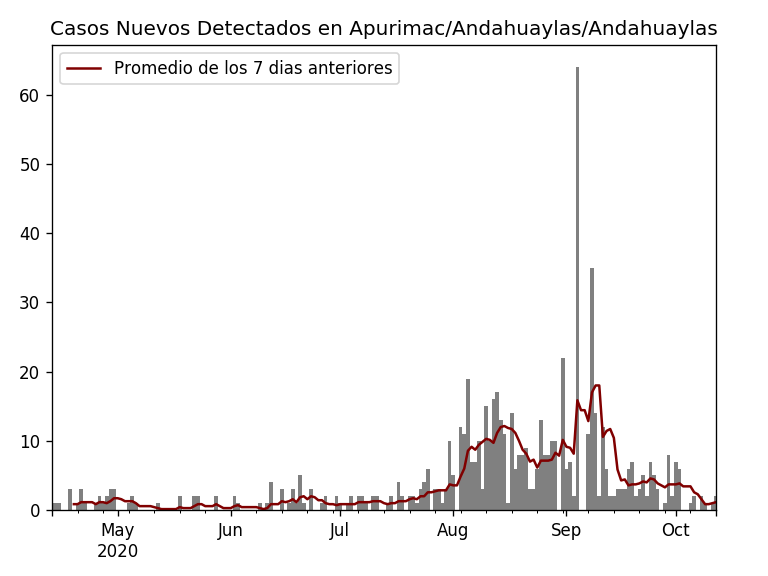 Casos Nuevos Detectados en Apurimac/Andahuaylas/Andahuaylas
Promedio de los 7 dias anteriores
60
50
40
30
20
10
0
May Jun Jul Aug Sep Oct
2020